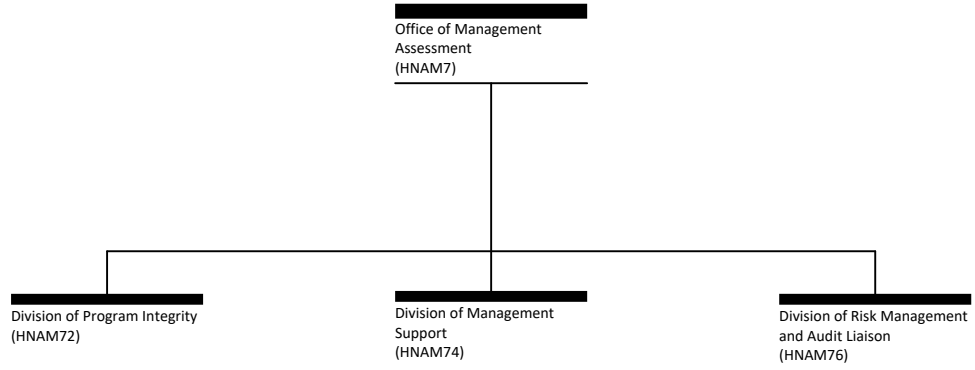 Office of Management
Assessment
(HNAM7)
Division of Program Integrity
(HNAM72)
Division of Management
Support
(HNAM74)
Division of Risk Management
and Audit Liaison
(HNAM76)